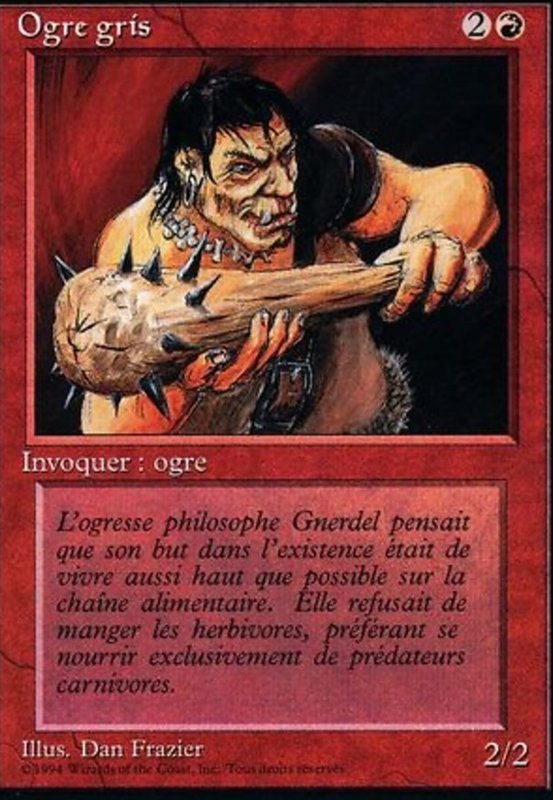 Ogre gris 2
Invoquer : ogre
L'ogresse philosophe Gnerdel pensait
que son but dans l'existence était de
vivre aussi haut que possible sur la
chaîne alimentaire. Elle refusait de
manger les herbivores, préférant se
nourrir exclusivement de prédateurs
carnivores.
Illus. Dan Frazier
2/2
©1994 Wizards of the Coast, Inc. Tous droits réservés.